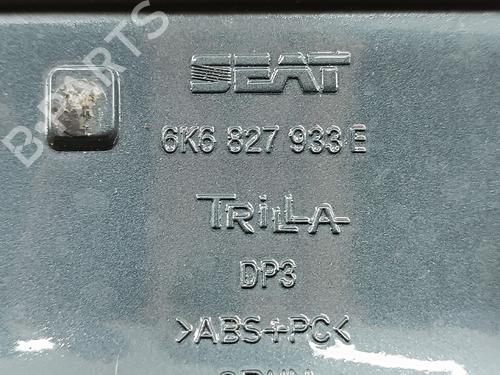 SEAT
6K6 827 933 E
TRILLA
DP3
>ABS+PC<
B-PARTS